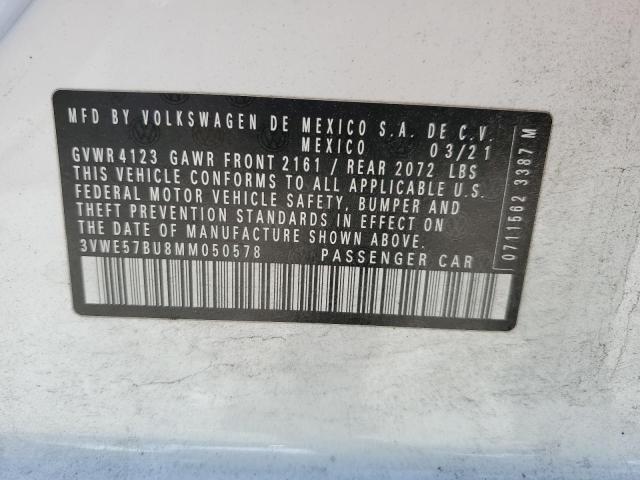 MFD BY VOLKSWAGEN DE MEXICO S.A. DE C.V.
MEXICO 03/21
GVWR 4123 GAWR FRONT 2161 / REAR 2072 LBS
THIS VEHICLE CONFORMS TO ALL APPLICABLE U.S.
FEDERAL MOTOR VEHICLE SAFETY, BUMPER AND
THEFT PREVENTION STANDARDS IN EFFECT ON
THE DATE OF MANUFACTURE SHOWN ABOVE.
3VWE57BU8MM050578 PASSENGER CAR
0711562 3387 M